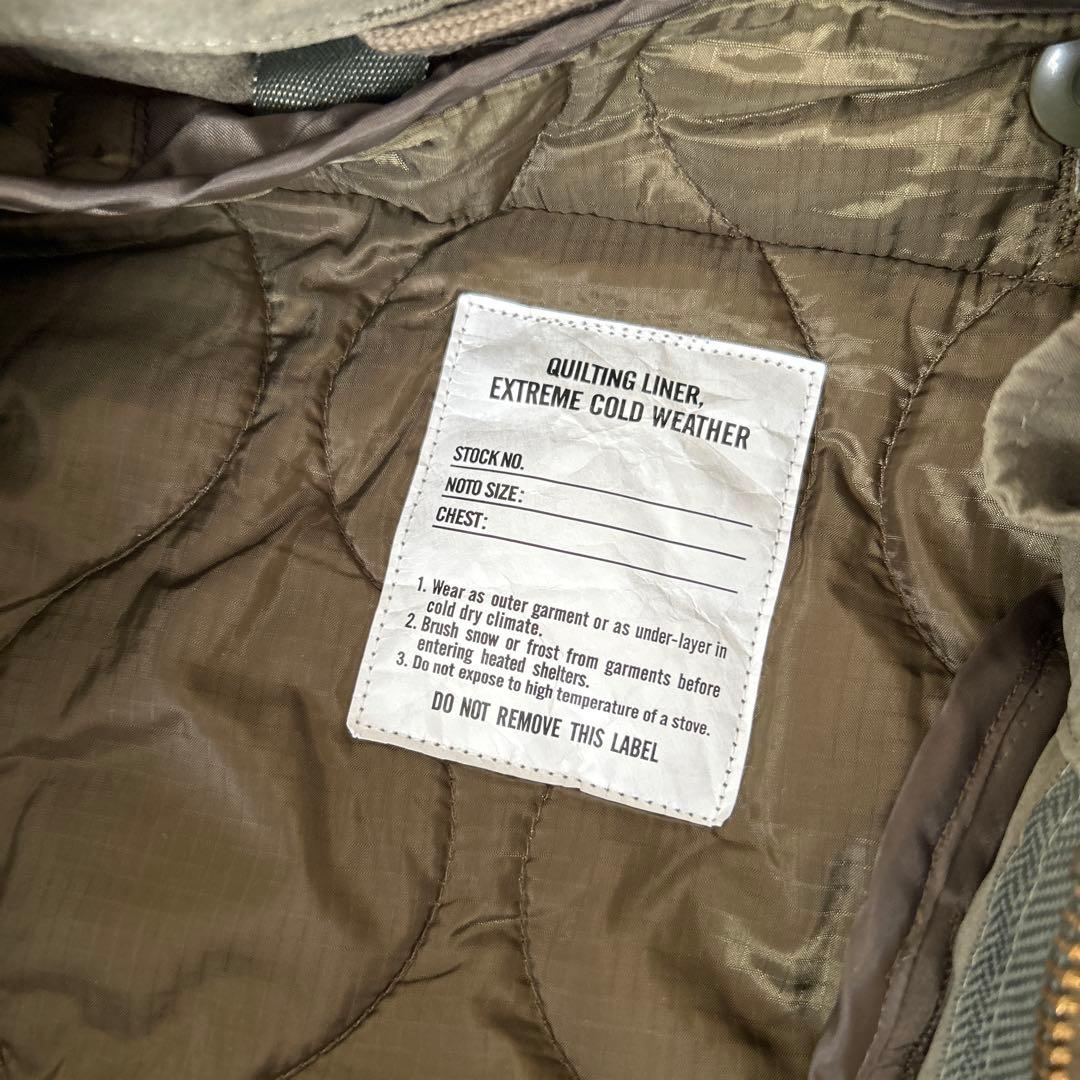 QUILTING LINER,
EXTREME COLD WEATHER
STOCK NO.
NOTO SIZE:
CHEST:
1. Wear as outer garment or as under-layer in
cold dry climate.
2. Brush snow or frost from garments before
entering heated shelters.
3. Do not expose to high temperature of a stove.
DO NOT REMOVE THIS LABEL